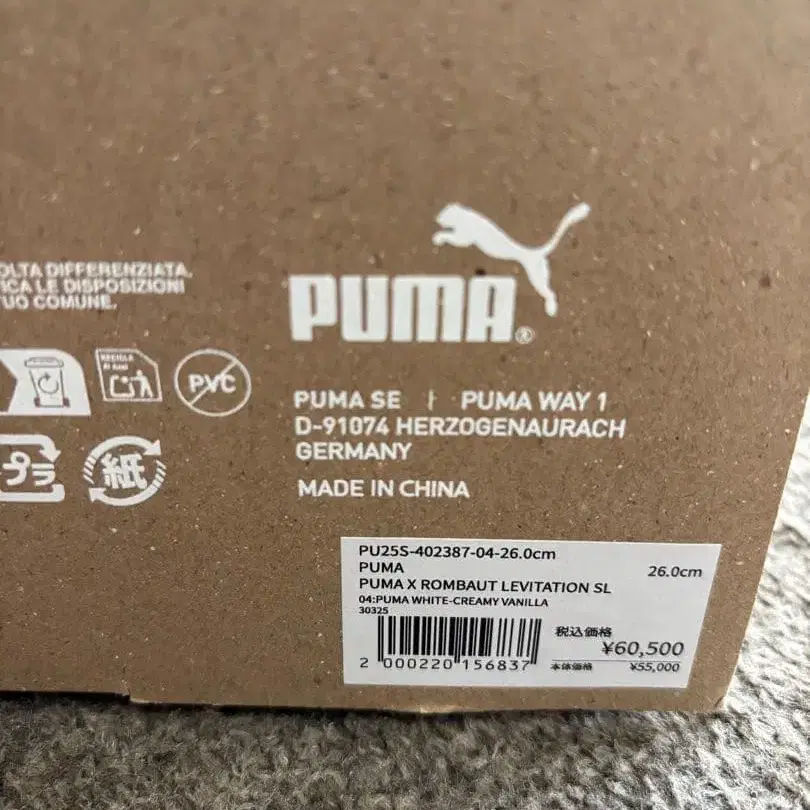 OLTA DIFFERENZIATA.
ICA LE DISPOSIZIONI
TUO COMUNE.
PVC
プラ
紙
PUMA®
PUMA SE | PUMA WAY 1
D-91074 HERZOGENAURACH
GERMANY
MADE IN CHINA
PU25S-402387-04-26.0cm
PUMA
26.0cm
PUMA X ROMBAUT LEVITATION SL
04:PUMA WHITE-CREAMY VANILLA
30325
税込価格
¥60,500
2 000220 156837
本体価格 ¥55,000